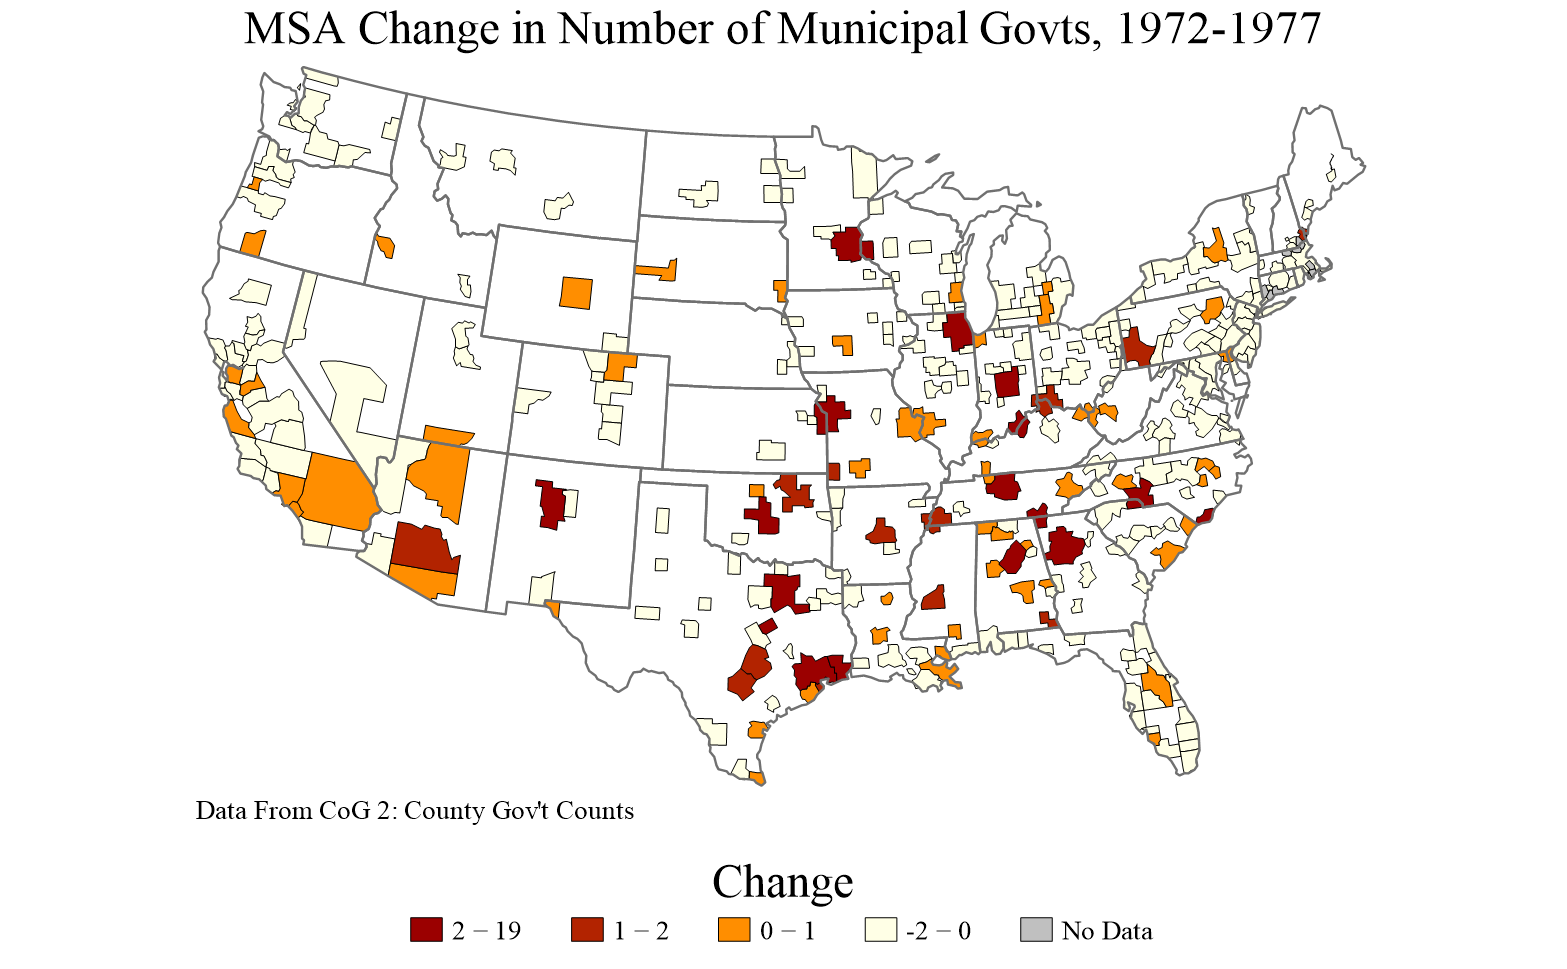 MSA Change in Number of Municipal Govts, 1972-1977
Data From CoG 2: County Gov't Counts
Change
2 − 19 1 − 2 0 − 1 -2 − 0 No Data